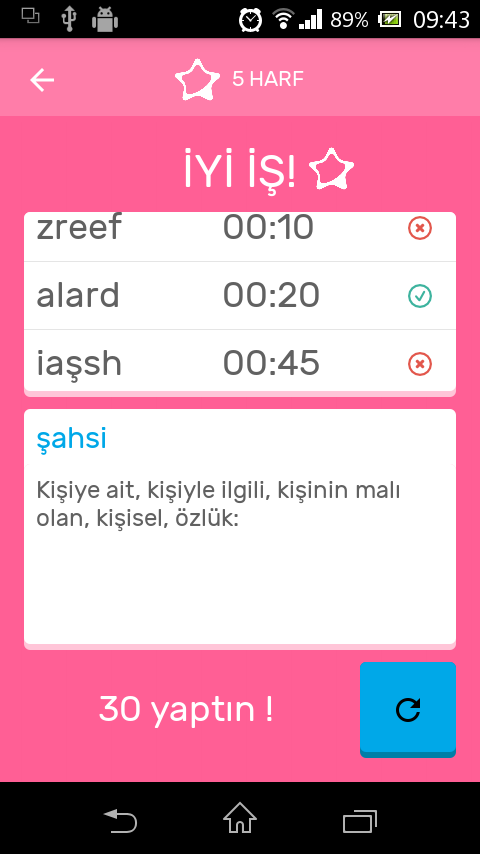 89% 09:43
5 HARF
İYİ İŞ!
zreef 00:10
alard 00:20
iaşsh 00:45
şahsi
Kişiye ait, kişiyle ilgili, kişinin malı
olan, kişisel, özlük:
30 yaptın !